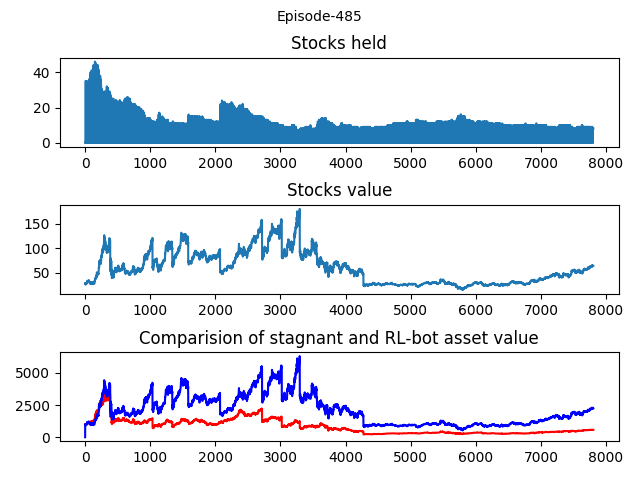 Episode-485
Stocks held
40
20
0
0 1000 2000 3000 4000 5000 6000 7000 8000
Stocks value
150
100
50
0 1000 2000 3000 4000 5000 6000 7000 8000
Comparision of stagnant and RL-bot asset value
5000
2500
0
0 1000 2000 3000 4000 5000 6000 7000 8000